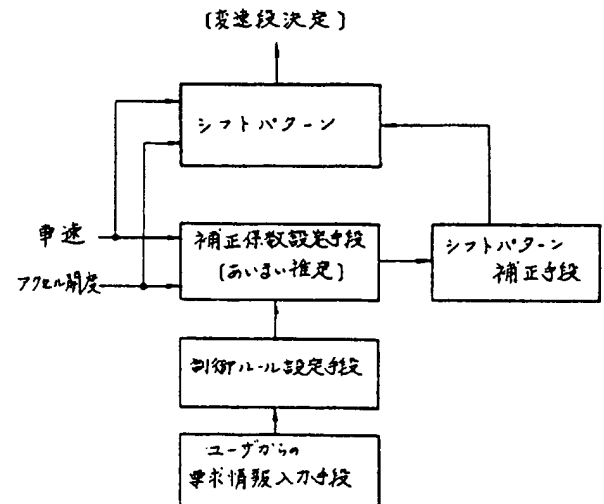 〔変速段決定〕
シフトパターン
車速
アクセル開度
補正係数設定手段
〔あいまい推定〕
シフトパターン
補正手段
制御ルール設定手段
ユーザからの
要求情報入力手段